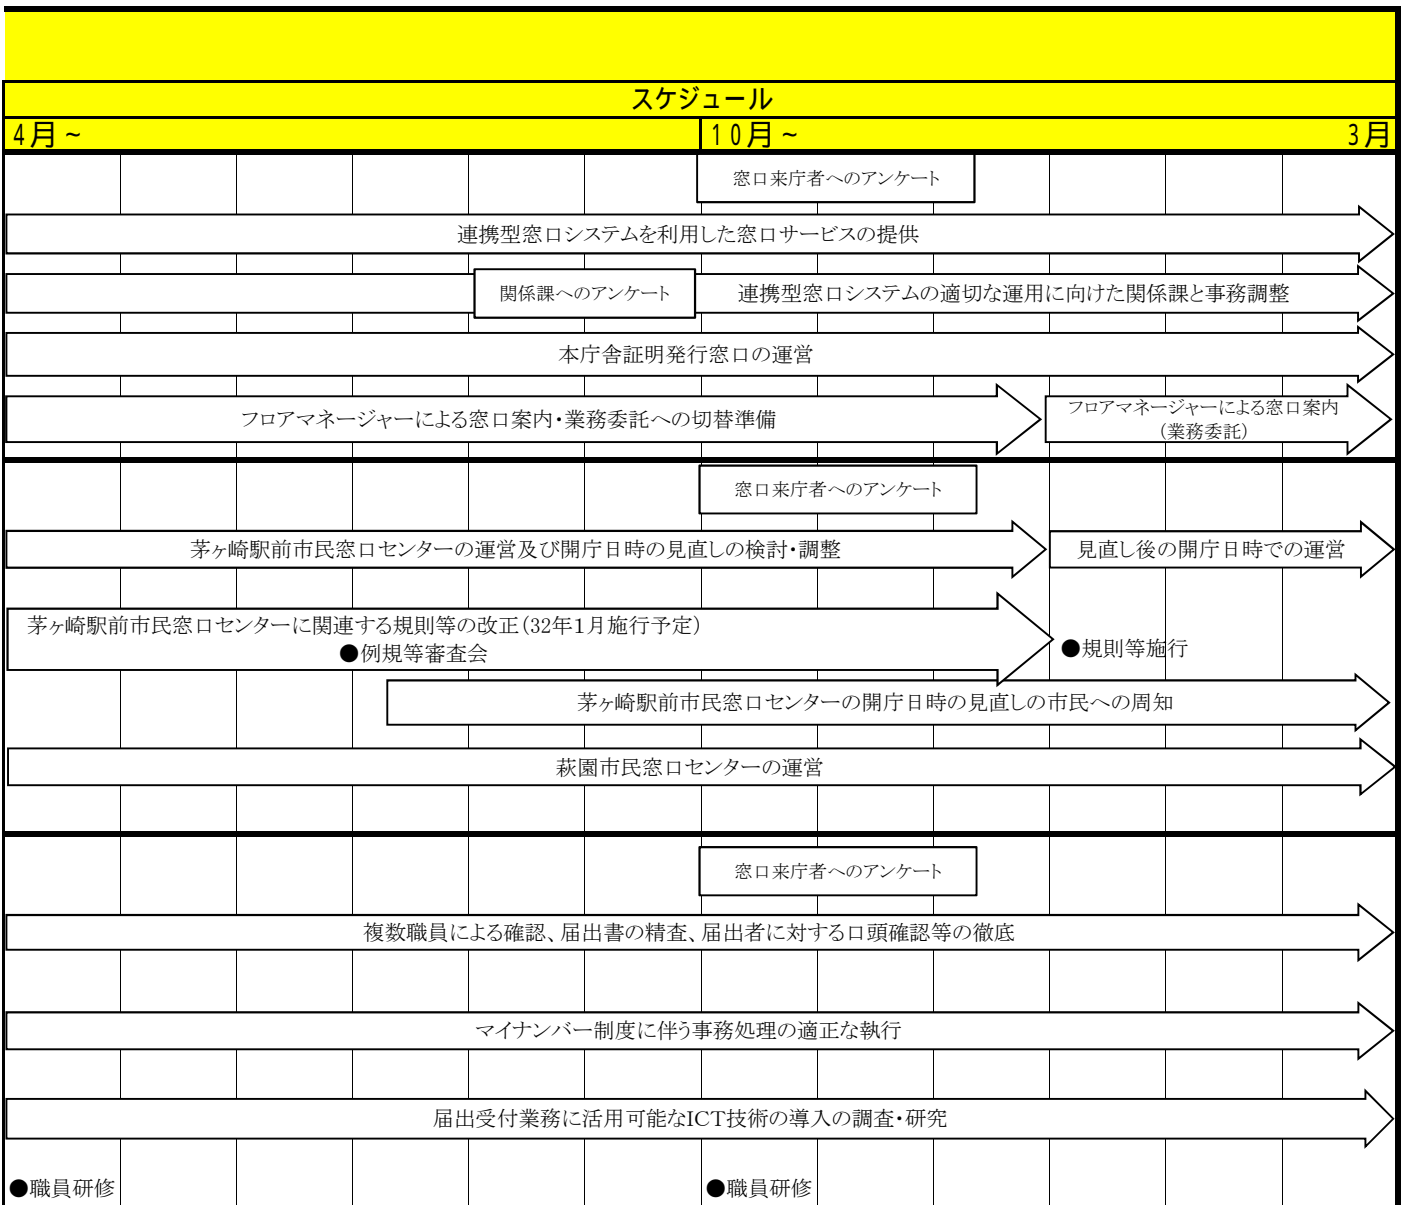 スケジュール
4月~
10月~
3月
窓口来庁者へのアンケート
連携型窓口システムを利用した窓口サービスの提供
関係課へのアンケート
連携型窓口システムの適切な運用に向けた関係課と事務調整
本庁舎証明発行窓口の運営
フロアマネージャーによる窓口案内・業務委託への切替準備
フロアマネージャーによる窓口案内
(業務委託)
窓口来庁者へのアンケート
茅ヶ崎駅前市民窓口センターの運営及び開庁日時の見直しの検討・調整
見直し後の開庁日時での運営
茅ヶ崎駅前市民窓口センターに関連する規則等の改正(32年1月施行予定)
●例規等審査会
●規則等施行
茅ヶ崎駅前市民窓口センターの開庁日時の見直しの市民への周知
萩園市民窓口センターの運営
窓口来庁者へのアンケート
複数職員による確認、届出書の精査、届出者に対する口頭確認等の徹底
マイナンバー制度に伴う事務処理の適正な執行
届出受付業務に活用可能なICT技術の導入の調査・研究
●職員研修
●職員研修